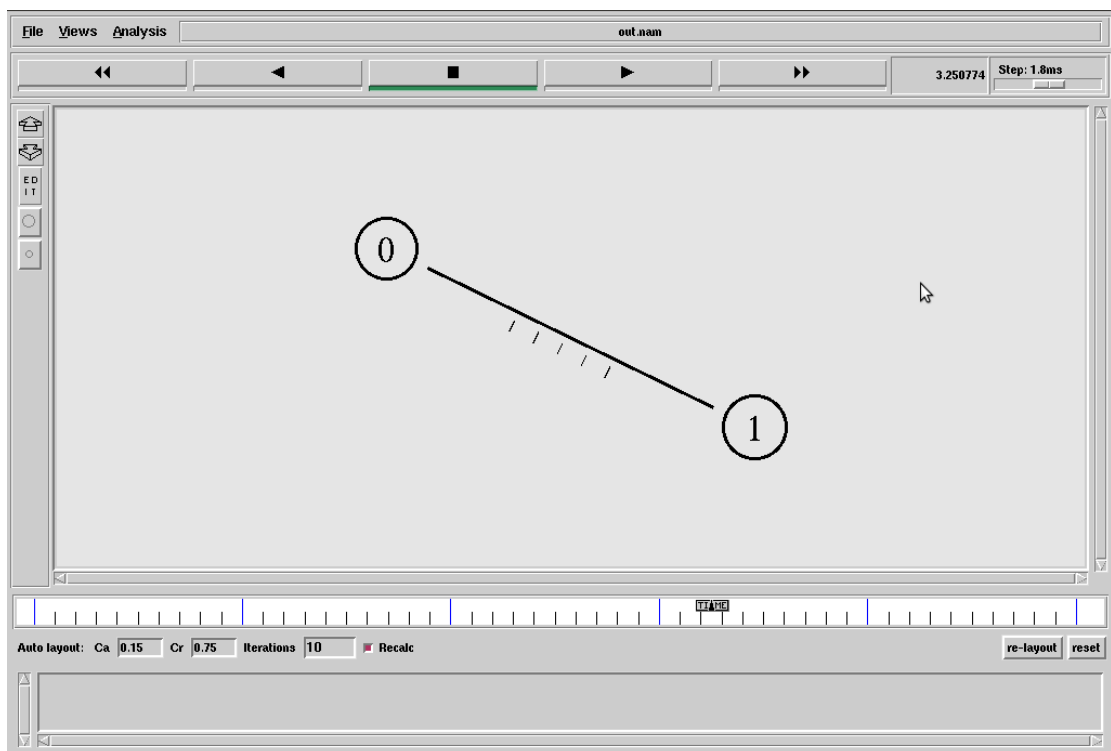 File Views Analysis out.nam
3.250774 Step: 1.8ms
ED
IT
0
1
TIME
Auto layout: Ca 0.15 Cr 0.75 Iterations 10 Recalc re-layout reset